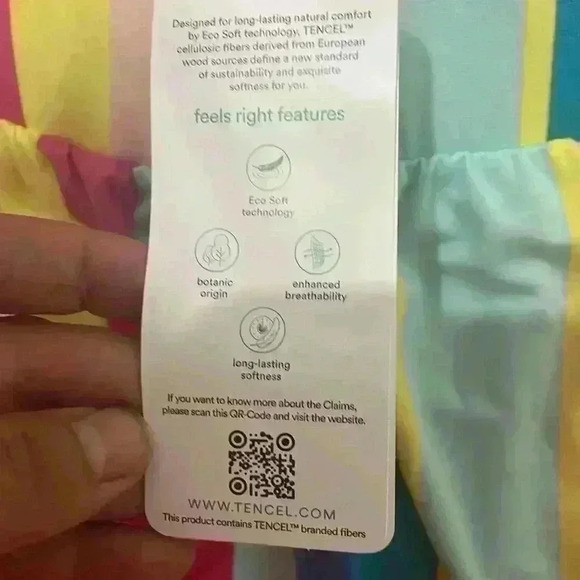 Designed for long-lasting natural comfort
by Eco Soft technology, TENCEL™
cellulosic fibers derived from European
wood sources define a new standard
of sustainability and exquisite
softness for you.
feels right features
Eco Soft
technology
botanic
origin
enhanced
breathability
long-lasting
softness
If you want to know more about the Claims,
please scan this QR-Code and visit the website.
WWW.TENCEL.COM
This product contains TENCEL™ branded fibers